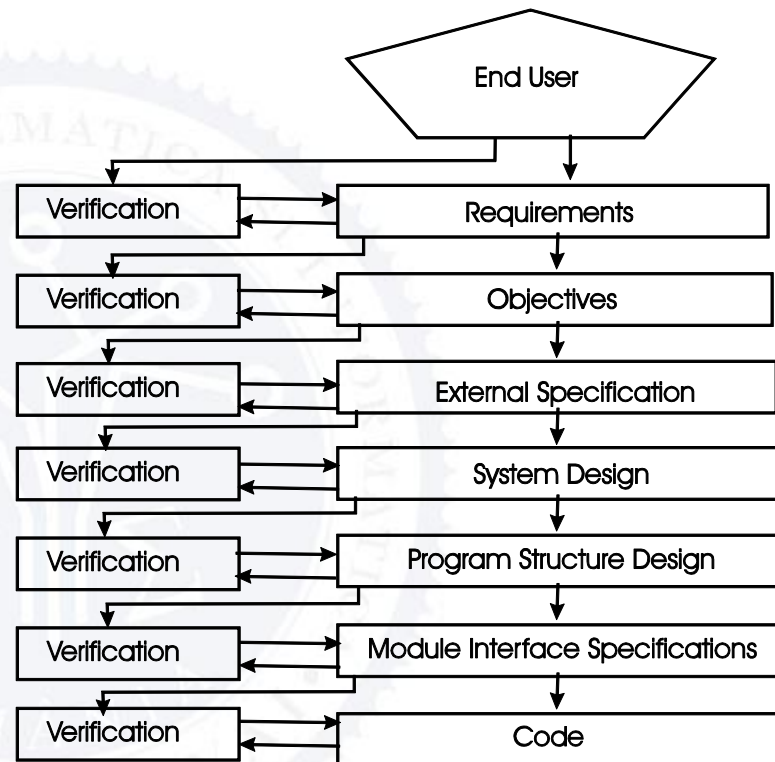 End User
Verification
Requirements
Verification
Objectives
Verification
External Specification
Verification
System Design
Verification
Program Structure Design
Verification
Module Interface Specifications
Verification
Code